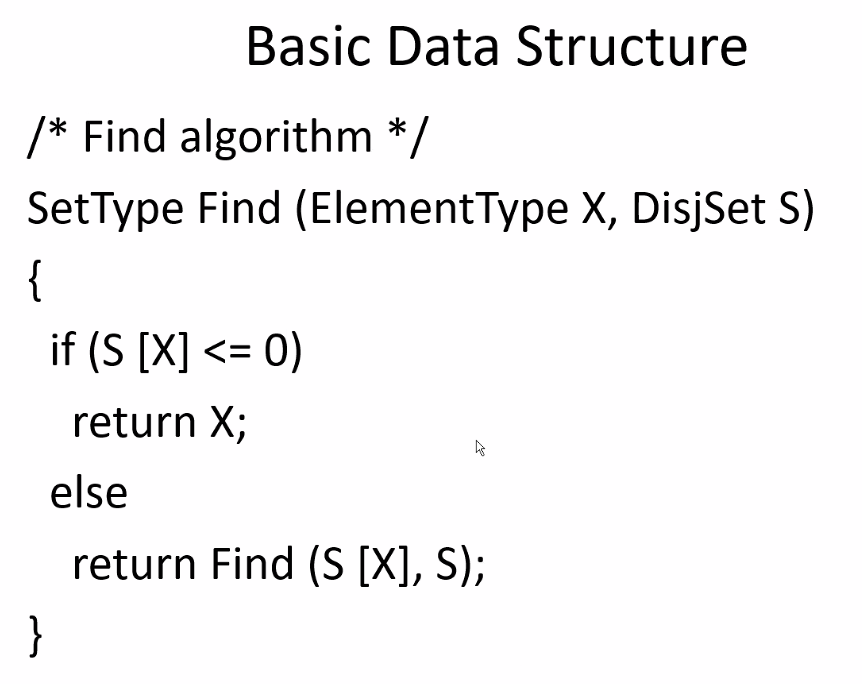 Basic Data Structure
/* Find algorithm */
SetType Find (ElementType X, DisjSet S)
{
if (S [X] <= 0)
return X;
else
return Find (S [X], S);
}